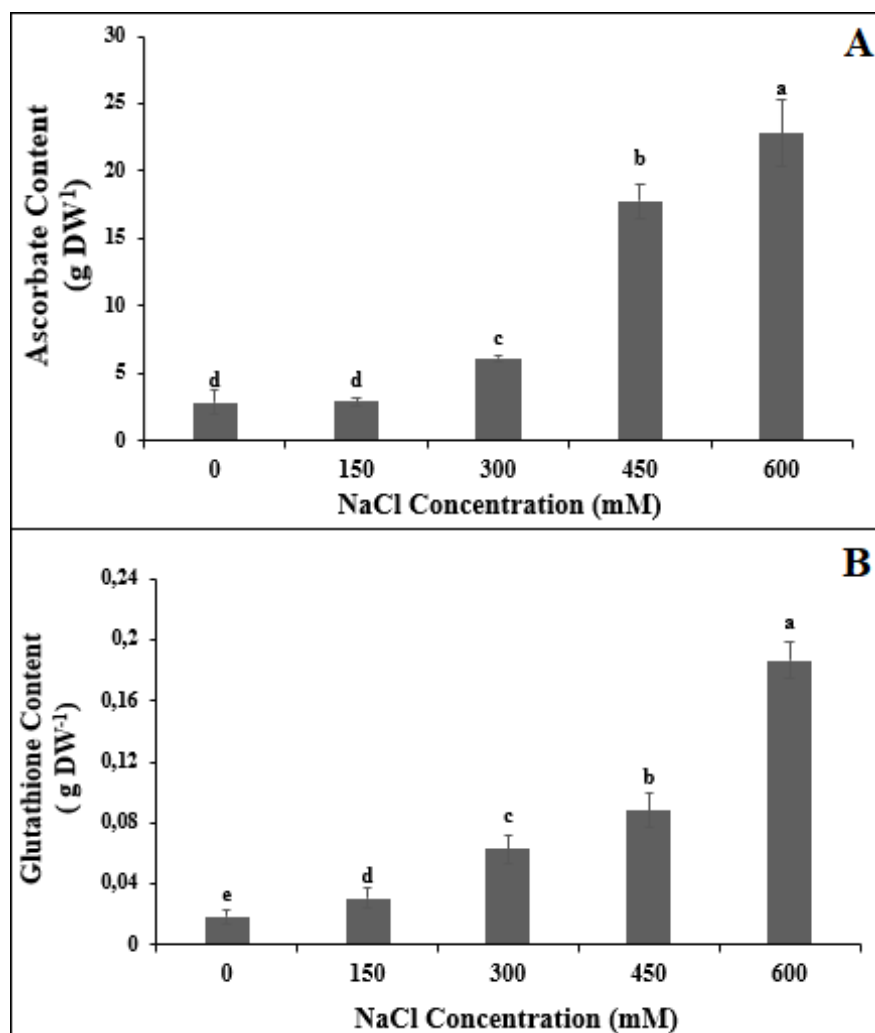 A
30
25
20
15
10
5
0
Ascorbate Content
(g DW¹)
d
d
c
b
a
0 150 300 450 600
NaCl Concentration (mM)
B
0,24
0,2
0,16
0,12
0,08
0,04
0
Glutathione Content
( g DW⁻¹)
e
d
c
b
a
0 150 300 450 600
NaCl Concentration (mM)